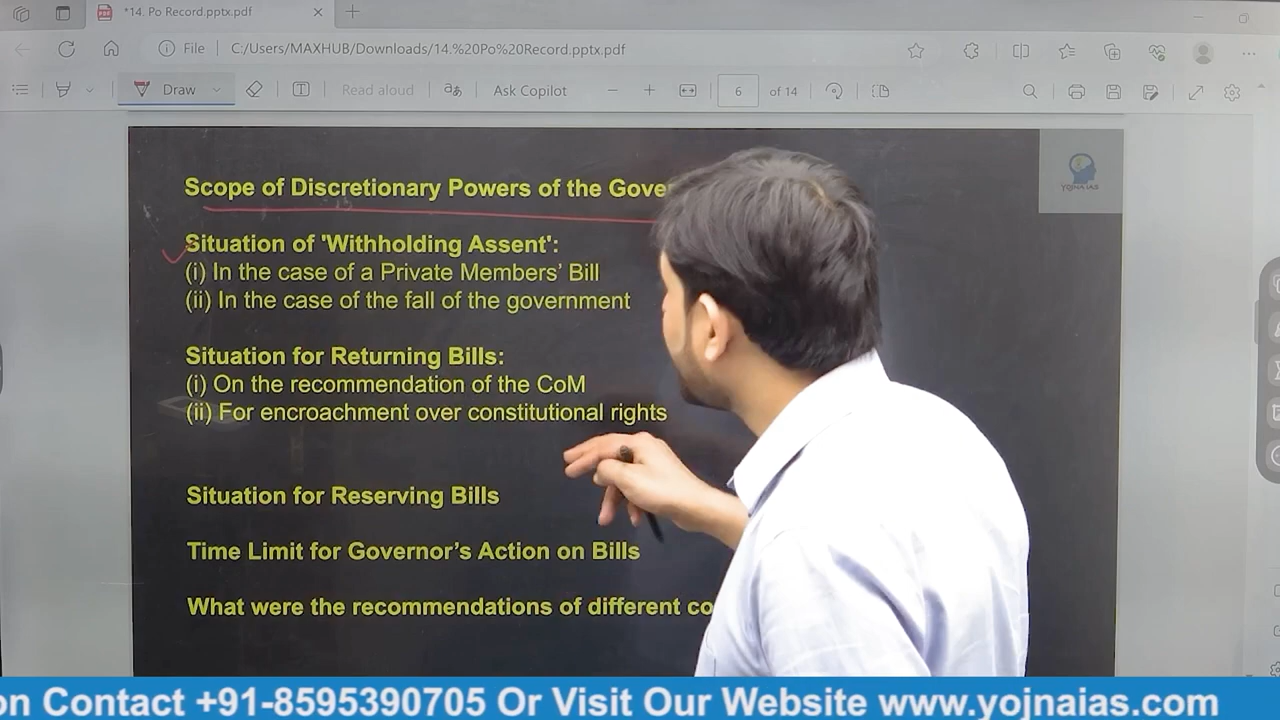 *14. Po Record.pptx.pdf
File
C:/Users/MAXHUB/Downloads/14.%20Po%20Record.pptx.pdf
Draw
Read aloud
Ask Copilot
6
of 14
YOJNA IAS
Scope of Discretionary Powers of the
Situation of 'Withholding Assent':
(i) In the case of a Private Members’ Bill
(ii) In the case of the fall of the government
Situation for Returning Bills:
(i) On the recommendation of the CoM
(ii) For encroachment over constitutional rights
Situation for Reserving Bills
Time Limit for Governor’s Action on Bills
What were the recommendations of different
on Contact +91-8595390705 Or Visit Our Website www.yojnaias.com